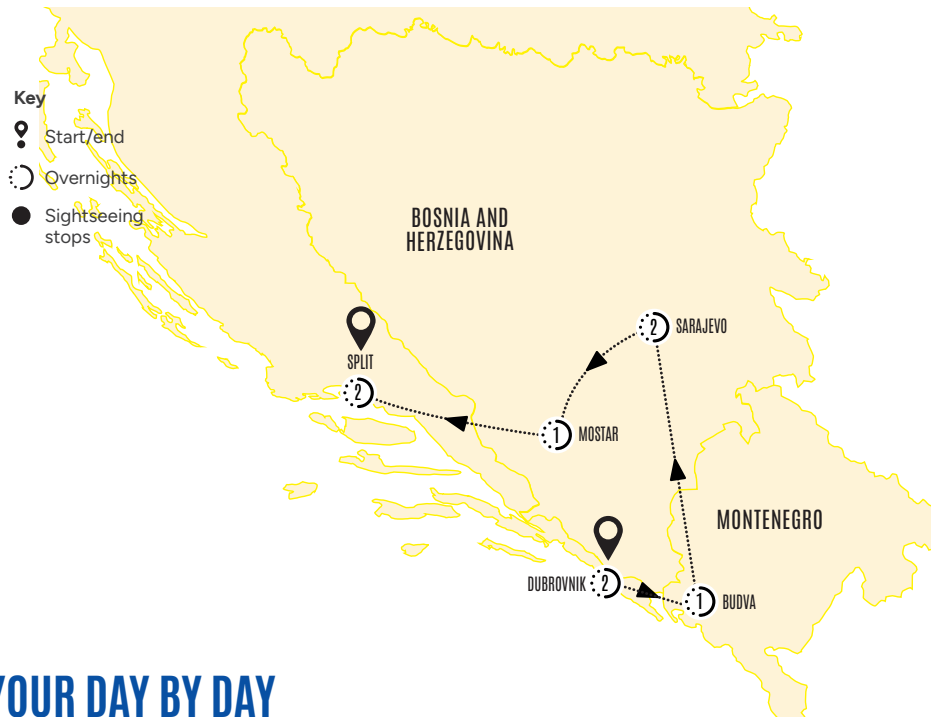 Key
Start/end
Overnights
Sightseeing
stops
BOSNIA AND
HERZEGOVINA
2
SARAJEVO
SPLIT
2
1
MOSTAR
MONTENEGRO
DUBROVNIK
2
1
BUDVA
YOUR DAY BY DAY